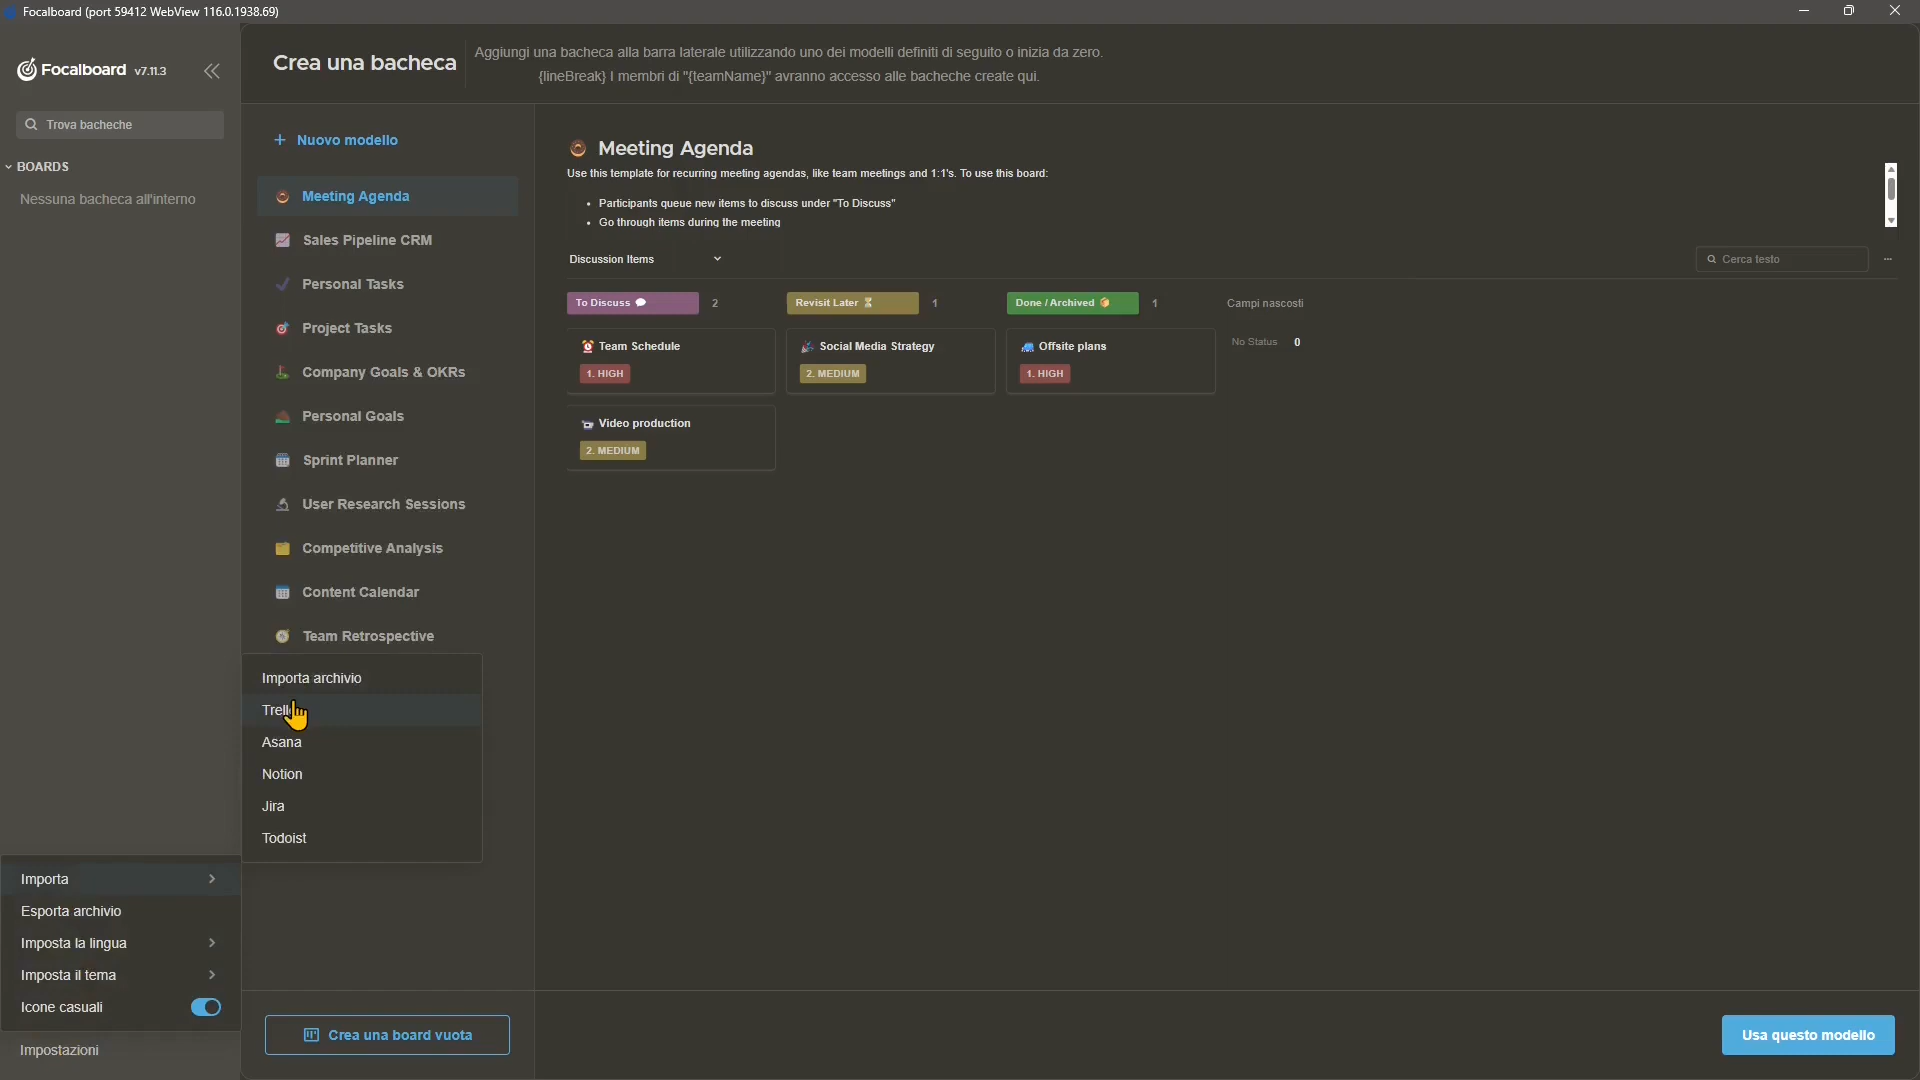 Focalboard (port 59412 WebView 116.0.1938.69)
Focalboard v7.11.3
Trova bacheche
BOARDS
Nessuna bacheca all'interno
Crea una bacheca
Aggiungi una bacheca alla barra laterale utilizzando uno dei modelli definiti di seguito o inizia da zero.
{lineBreak} I membri di "{teamName}" avranno accesso alle bacheche create qui.
+ Nuovo modello
Meeting Agenda
Sales Pipeline CRM
Personal Tasks
Project Tasks
Company Goals & OKRs
Personal Goals
Sprint Planner
User Research Sessions
Competitive Analysis
Content Calendar
Team Retrospective
Meeting Agenda
Use this template for recurring meeting agendas, like team meetings and 1:1's. To use this board:
• Participants queue new items to discuss under "To Discuss"
• Go through items during the meeting
Discussion Items
Cerca testo
To Discuss 2
Revisit Later 1
Done / Archived 1
Campi nascosti
Team Schedule
1. HIGH
Video production
2. MEDIUM
Social Media Strategy
2. MEDIUM
Offsite plans
1. HIGH
No Status 0
Importa archivio
Asana
Notion
Jira
Todoist
Importa
Esporta archivio
Imposta la lingua
Imposta il tema
Icone casuali
Impostazioni
Crea una board vuota
Usa questo modello